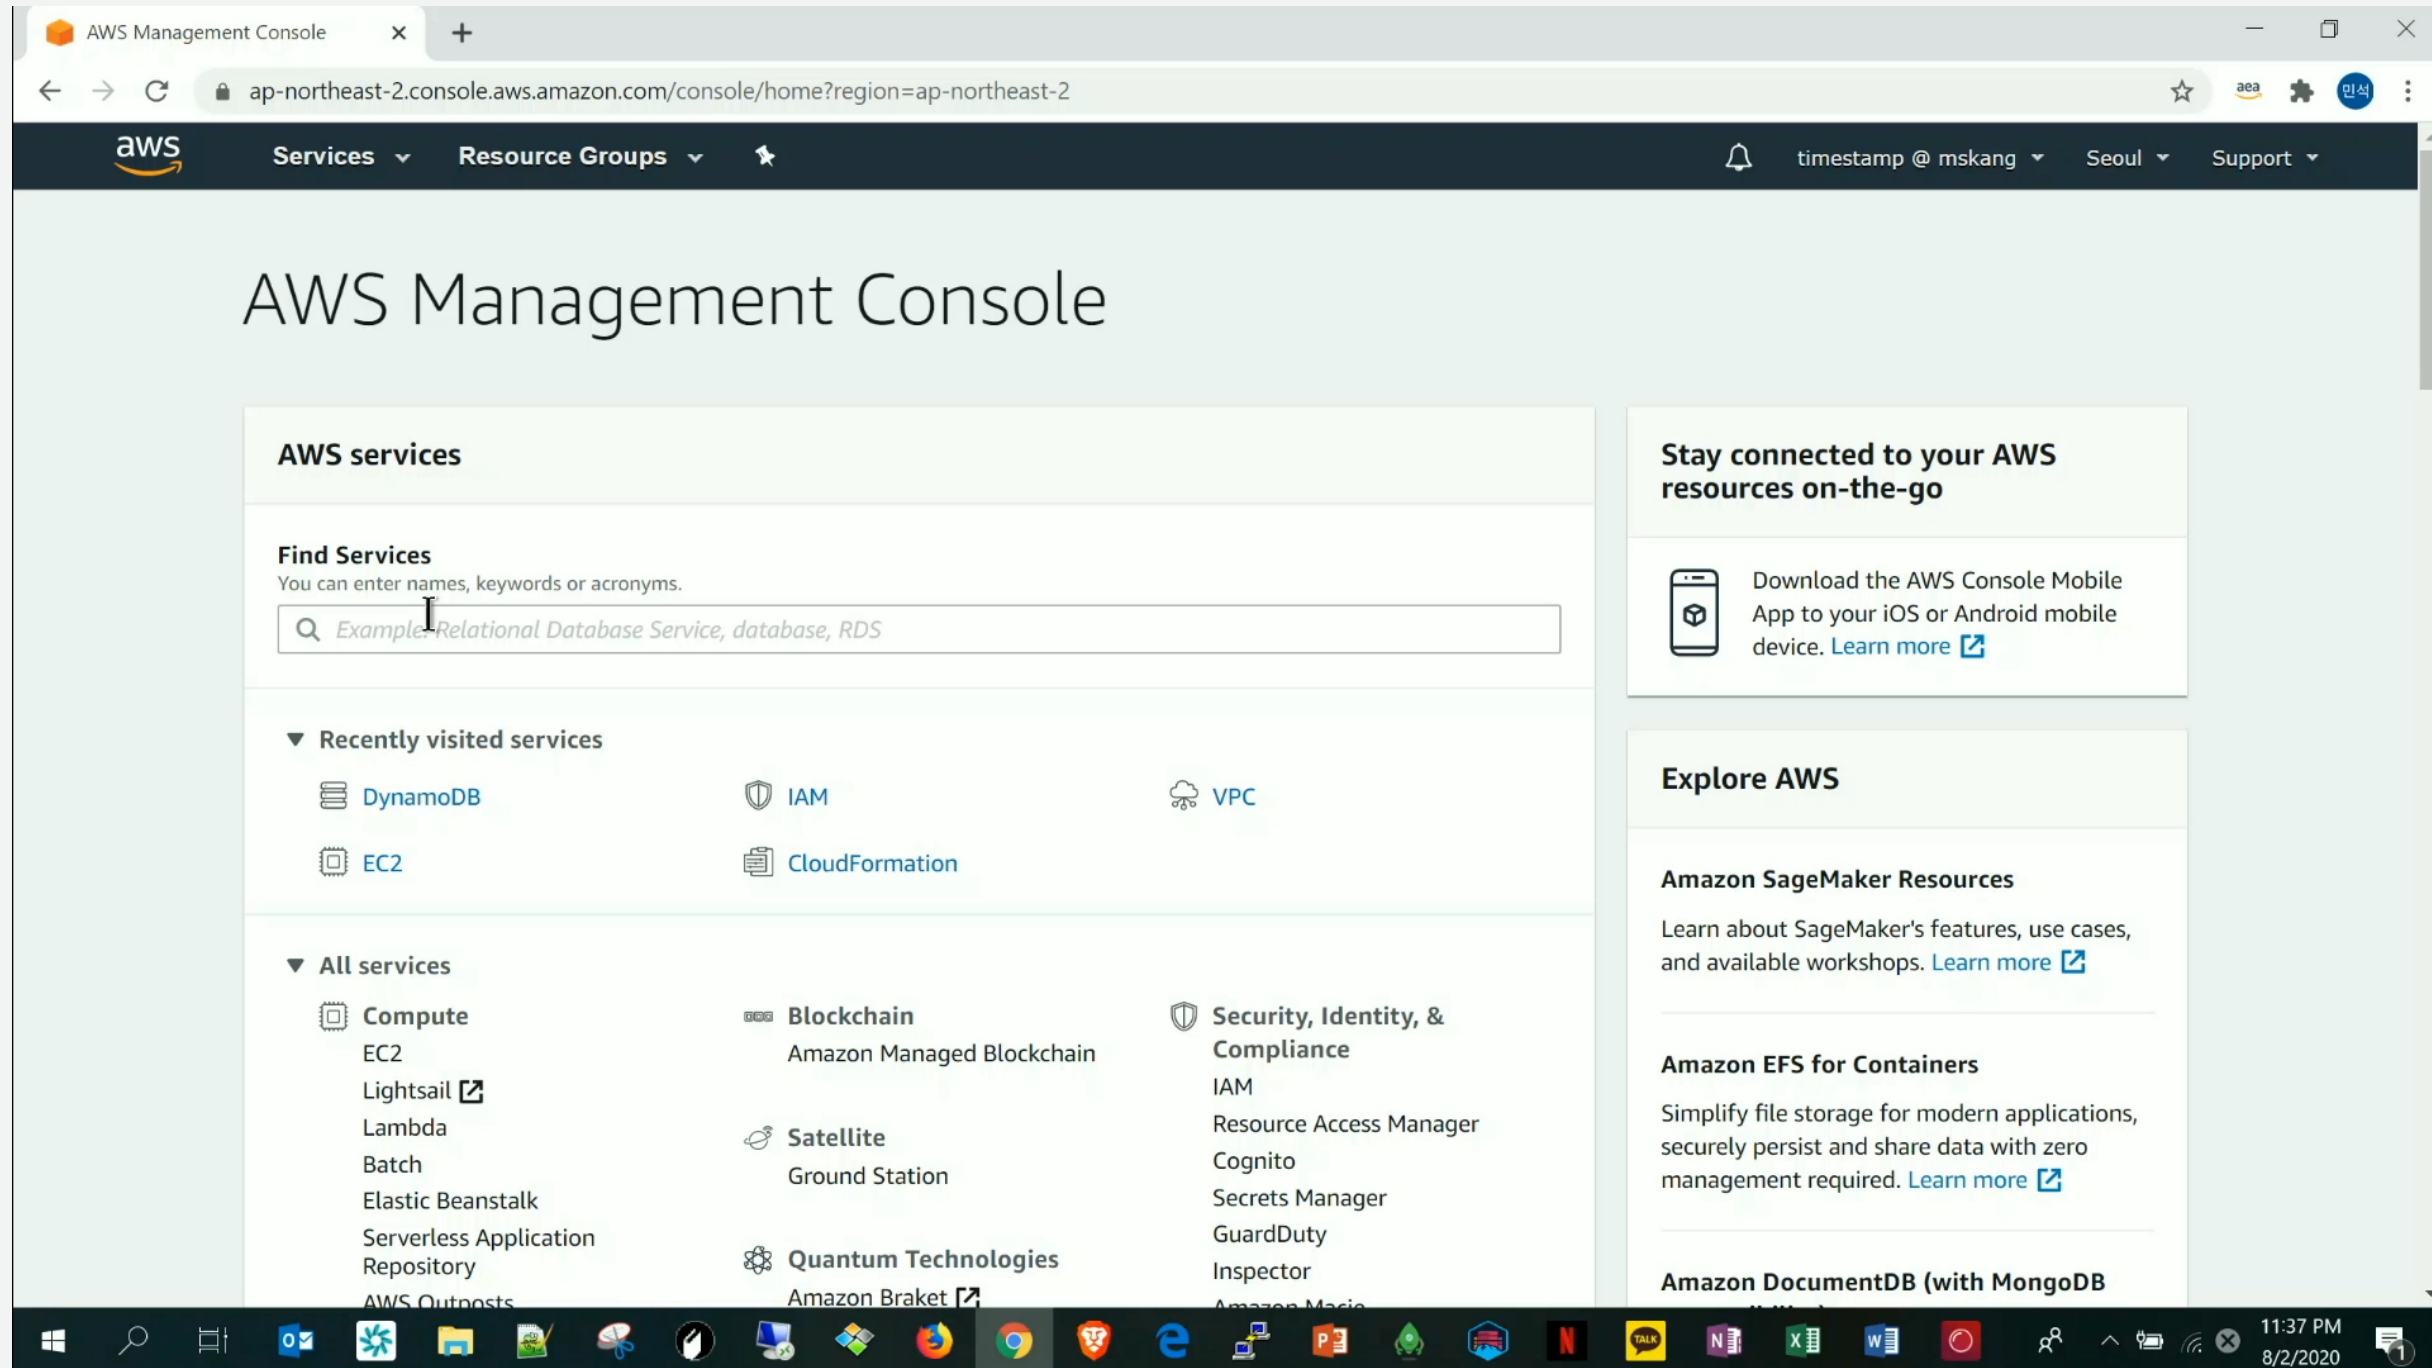 AWS Management Console
ap-northeast-2.console.aws.amazon.com/console/home?region=ap-northeast-2
aea
민석
aws
Services
Resource Groups
timestamp @ mskang
Seoul
Support
AWS Management Console
AWS services
Find Services
You can enter names, keywords or acronyms.
Example: Relational Database Service, database, RDS
Recently visited services
DynamoDB
IAM
VPC
EC2
CloudFormation
All services
Compute
EC2
Lightsail
Lambda
Batch
Elastic Beanstalk
Serverless Application
Repository
AWS Outposts
Blockchain
Amazon Managed Blockchain
Satellite
Ground Station
Quantum Technologies
Amazon Braket
Security, Identity, &
Compliance
IAM
Resource Access Manager
Cognito
Secrets Manager
GuardDuty
Inspector
Amazon Macie
Stay connected to your AWS
resources on-the-go
Download the AWS Console Mobile
App to your iOS or Android mobile
device. Learn more
Explore AWS
Amazon SageMaker Resources
Learn about SageMaker's features, use cases,
and available workshops. Learn more
Amazon EFS for Containers
Simplify file storage for modern applications,
securely persist and share data with zero
management required. Learn more
Amazon DocumentDB (with MongoDB
TALK
11:37 PM
8/2/2020
1